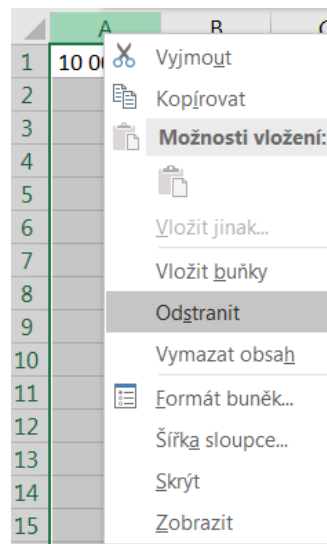 A B
1 10 00
2
3
4
5
6
7
8
9
10
11
12
13
14
15
Vyjmout
Kopírovat
Možnosti vložení:
Vložit jinak...
Vložit buňky
Odstranit
Vymazat obsah
Formát buněk...
Šířka sloupce...
Skrýt
Zobrazit